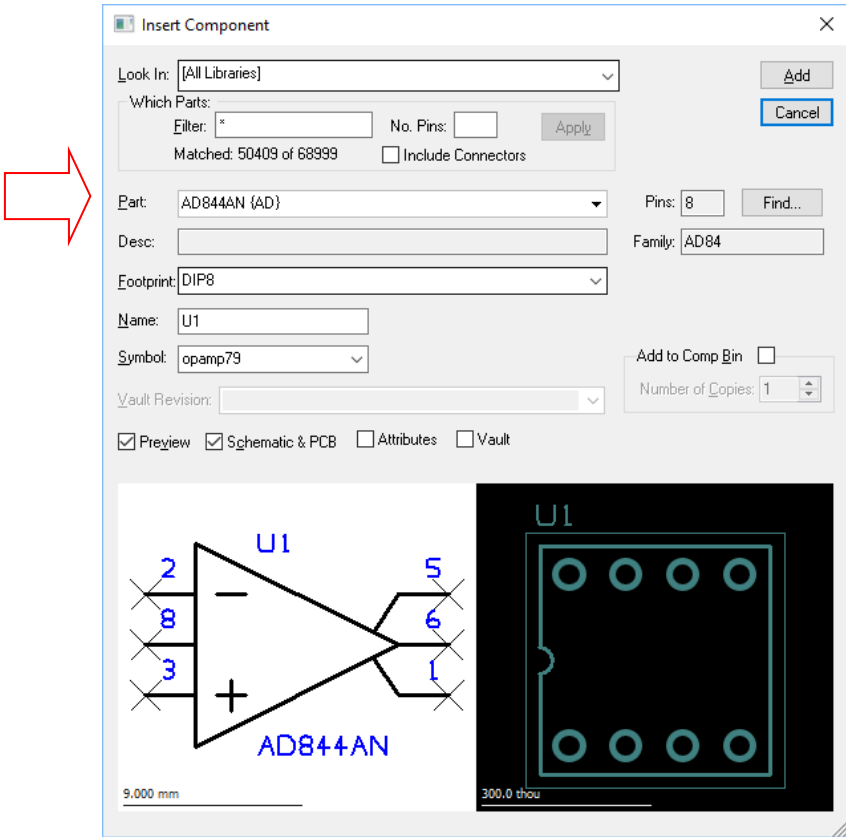 Insert Component
Look In: [All Libraries] Add
Which Parts: Cancel
Filter: * No. Pins: Apply
Matched: 50409 of 68999 Include Connectors
Part: AD844AN {AD} Pins: 8 Find...
Desc: Family: AD84
Footprint: DIP8
Name: U1
Symbol: opamp79 Add to Comp Bin
Vault Revision: Number of Copies: 1
Preview Schematic & PCB Attributes Vault
U1 U1
2 5
−
8 6
3 1
+
AD844AN
9.000 mm 300.0 thou